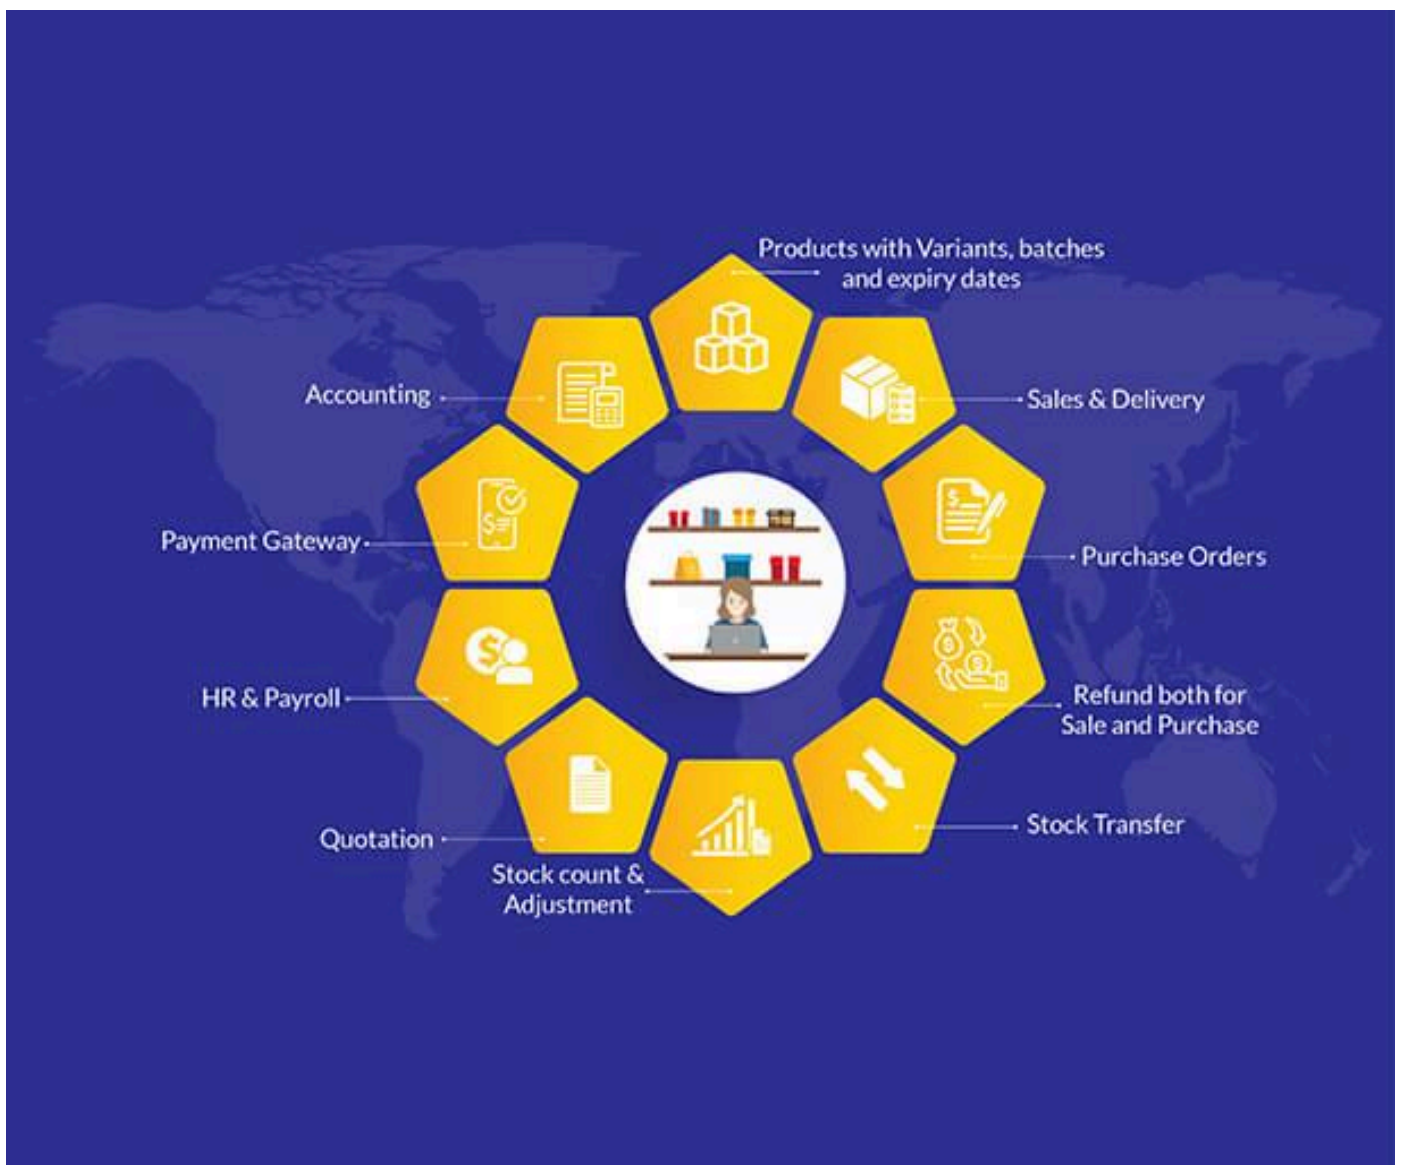 Products with Variants, batches
and expiry dates
Accounting
Sales & Delivery
Payment Gateway
Purchase Orders
HR & Payroll
Refund both for
Sale and Purchase
Quotation
Stock Transfer
Stock count &
Adjustment